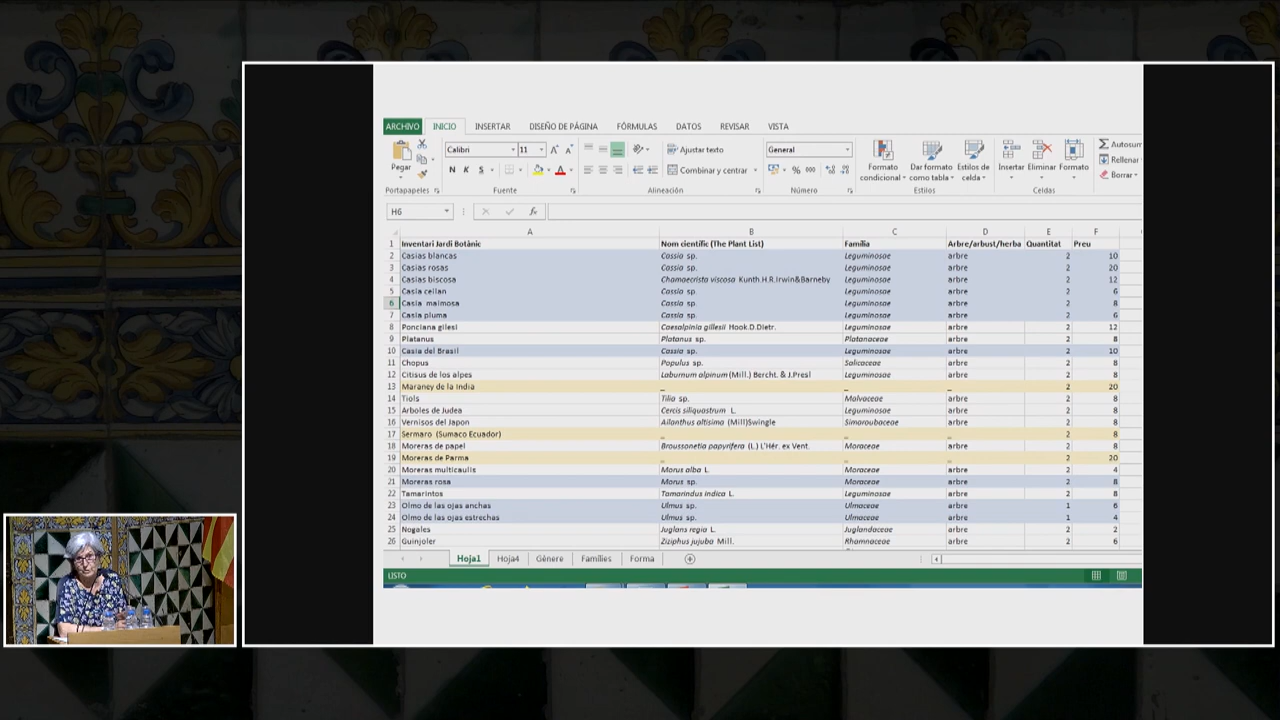 ARCHIVO INICIO INSERTAR DISEÑO DE PÁGINA FÓRMULAS DATOS REVISAR VISTA
Calibri 11 Ajustar texto General Autosum
Pegar N K S Combinar y centrar % 000 Formato condicional Dar formato como tabla Estilos de celda Insertar Eliminar Formato Rellenar
Borrar
Portapapeles Fuente Alineación Número Estilos Celdas
H6 fx
A B C D E F
1 Inventari Jardí Botànic Nom científic (The Plant List) Família Arbre/arbust/herba Quantitat Preu
2 Casias blancas Cassia sp. Leguminosae arbre 2 10
3 Casias rosas Cassia sp. Leguminosae arbre 2 20
4 Casias biscosa Chamaecrista viscosa Kunth.H.R.Irwin&Barneby Leguminosae arbre 2 12
5 Casia ceilan Cassia sp. Leguminosae arbre 2 6
6 Casia maimosa Cassia sp. Leguminosae arbre 2 8
7 Casia pluma Cassia sp. Leguminosae arbre 2 6
8 Ponciana gilesi Caesalpinia gillesii Hook.D.Dietr. Leguminosae arbre 2 12
9 Platanus Platanus sp. Platanaceae arbre 2 8
10 Casia del Brasil Cassia sp. Leguminosae arbre 2 10
11 Chopus Populus sp. Salicaceae arbre 2 8
12 Citisus de los alpes Laburnum alpinum (Mill.) Bercht. & J.Presl Leguminosae arbre 2 8
13 Maraney de la India _ _ _ 2 20
14 Tiols Tilia sp. Malvaceae arbre 2 8
15 Arboles de Judea Cercis siliquastrum L. Leguminosae arbre 2 8
16 Vernisos del Japon Ailanthus altisima (Mill)Swingle Simaroubaceae arbre 2 8
17 Sermaro (Sumaco Ecuador) _ _ _ 2 8
18 Moreras de papel Broussonetia papyrifera (L.) L'Hér. ex Vent. Moraceae arbre 2 8
19 Moreras de Parma _ _ _ 2 20
20 Moreras multicaulis Morus alba L. Moraceae arbre 2 4
21 Moreras rosa Morus sp. Moraceae arbre 2 8
22 Tamarintos Tamarindus indica L. Leguminosae arbre 2 8
23 Olmo de las ojas anchas Ulmus sp. Ulmaceae arbre 1 6
24 Olmo de las ojas estrechas Ulmus sp. Ulmaceae arbre 1 4
25 Nogales Juglans regia L. Juglandaceae arbre 2 2
26 Guinjoler Ziziphus jujuba Mill. Rhamnaceae arbre 2 6
Hoja1 Hoja4 Gènere Famílies Forma
LISTO